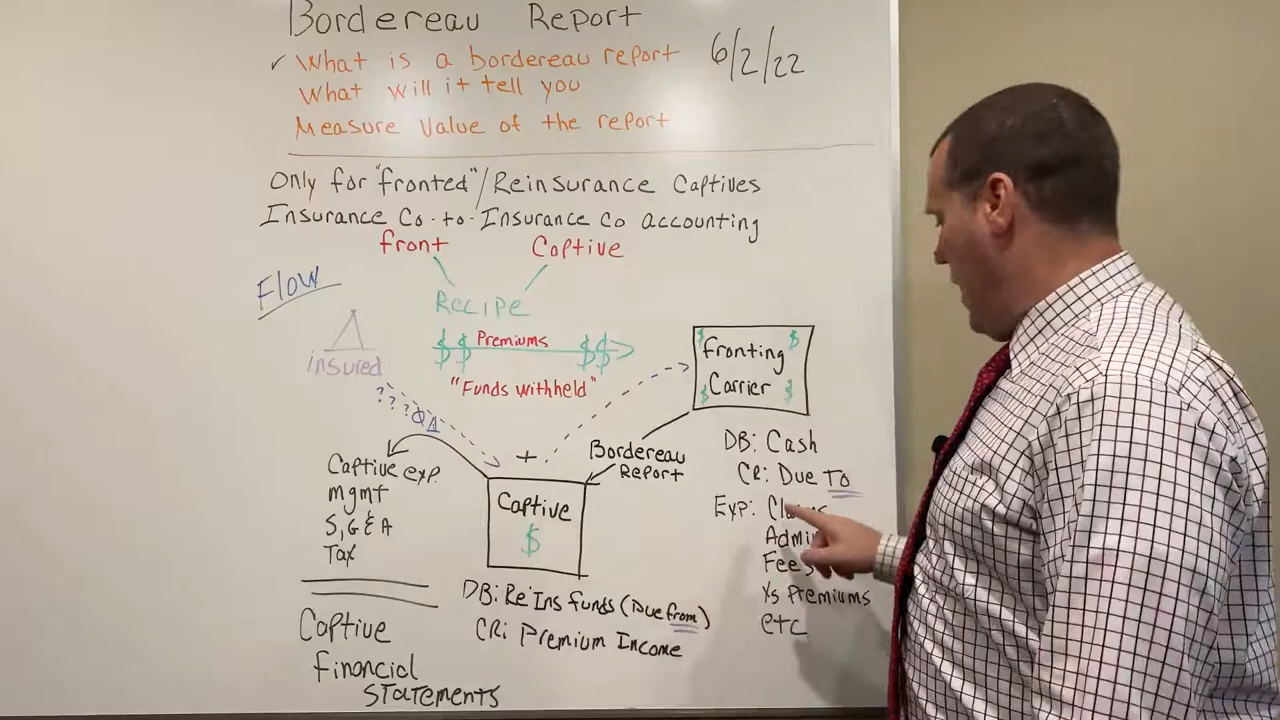 Bordereau Report
✓ What is a bordereau report
What will it tell you
Measure Value of the report
6/2/22
Only for "fronted"/Reinsurance Captives
Insurance Co-to-Insurance Co accounting
front Captive
Recipe
Flow
insured
$$ Premiums $$
"Funds withheld"
$ $
Fronting
Carrier
$ $
? ? ?
Bordereau
Report
Captive exp.
mgmt
S, G & A
Tax
+
Captive
$
DB: Re Ins funds (Due from)
CR: Premium Income
DB: Cash
CR: Due To
Exp:
Fees
Xs Premiums
etc
Captive
Financial
Statements